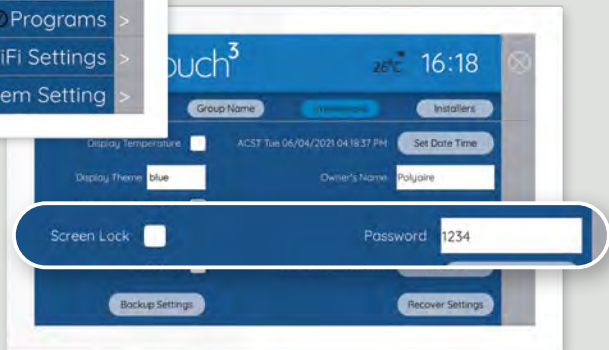 Programs >
iFi Settings >
em Setting >
ouch³ 26°C 16:18
Group Name Preferences Installers
Display Temperature ACST Tue 06/04/2021 04:18:37 PM Set Date Time
Display Theme blue Owner's Name Polyaire
Screen Lock Password 1234
Backup Settings Recover Settings